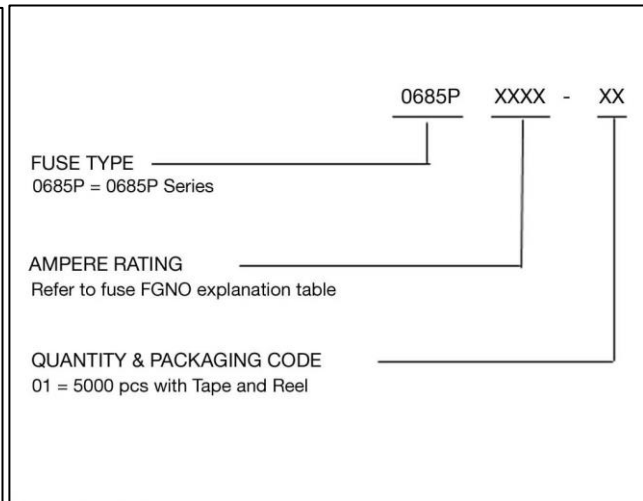 0685P XXXX - XX
FUSE TYPE
0685P = 0685P Series
AMPERE RATING
Refer to fuse FGNO explanation table
QUANTITY & PACKAGING CODE
01 = 5000 pcs with Tape and Reel